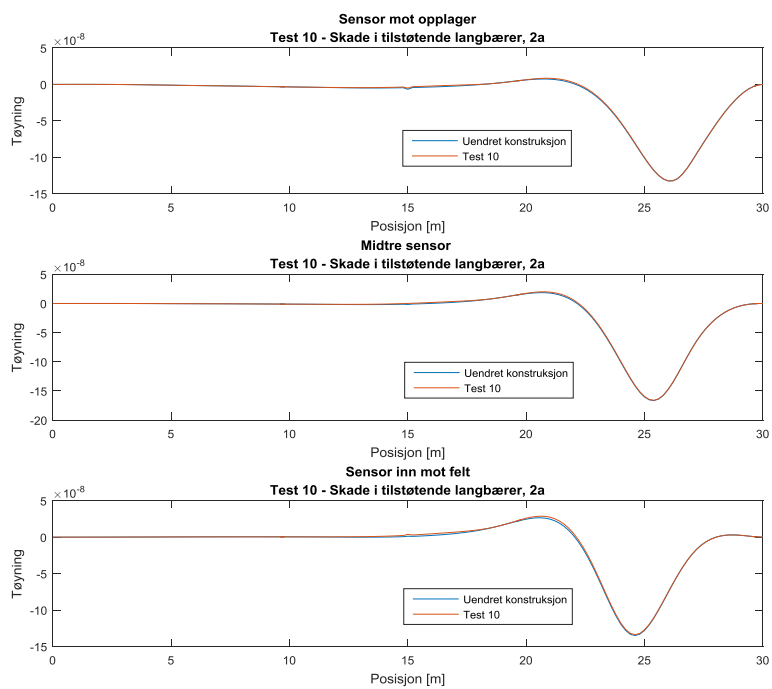 Sensor mot opplager
Test 10 - Skade i tilstøtende langbærer, 2a
×10-8
5
0
-5
-10
-15
Tøyning
Uendret konstruksjon
Test 10
0 5 10 15 20 25 30
Posisjon [m]
Midtre sensor
Test 10 - Skade i tilstøtende langbærer, 2a
×10-8
5
0
-5
-10
-15
-20
Tøyning
Uendret konstruksjon
Test 10
0 5 10 15 20 25 30
Posisjon [m]
Sensor inn mot felt
Test 10 - Skade i tilstøtende langbærer, 2a
×10-8
5
0
-5
-10
-15
Tøyning
Uendret konstruksjon
Test 10
0 5 10 15 20 25 30
Posisjon [m]